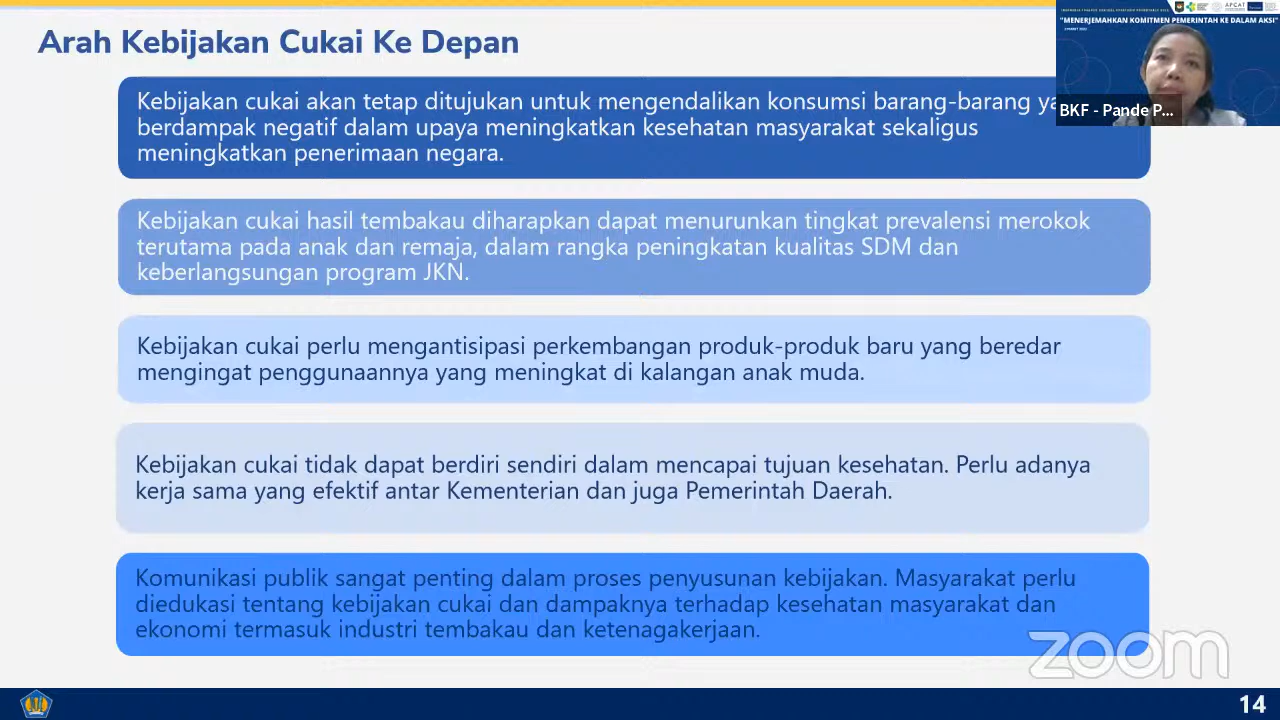 Arah Kebijakan Cukai Ke Depan
APCAT
"MENERJEMAHKAN KOMITMEN PEMERINTAH KE DALAM AKSI"
BKF - Pande P...
Kebijakan cukai akan tetap ditujukan untuk mengendalikan konsumsi barang-barang
berdampak negatif dalam upaya meningkatkan kesehatan masyarakat sekaligus
meningkatkan penerimaan negara.
Kebijakan cukai hasil tembakau diharapkan dapat menurunkan tingkat prevalensi merokok
terutama pada anak dan remaja, dalam rangka peningkatan kualitas SDM dan
keberlangsungan program JKN.
Kebijakan cukai perlu mengantisipasi perkembangan produk-produk baru yang beredar
mengingat penggunaannya yang meningkat di kalangan anak muda.
Kebijakan cukai tidak dapat berdiri sendiri dalam mencapai tujuan kesehatan. Perlu adanya
kerja sama yang efektif antar Kementerian dan juga Pemerintah Daerah.
Komunikasi publik sangat penting dalam proses penyusunan kebijakan. Masyarakat perlu
diedukasi tentang kebijakan cukai dan dampaknya terhadap kesehatan masyarakat dan
ekonomi termasuk industri tembakau dan ketenagakerjaan.
zoom
14